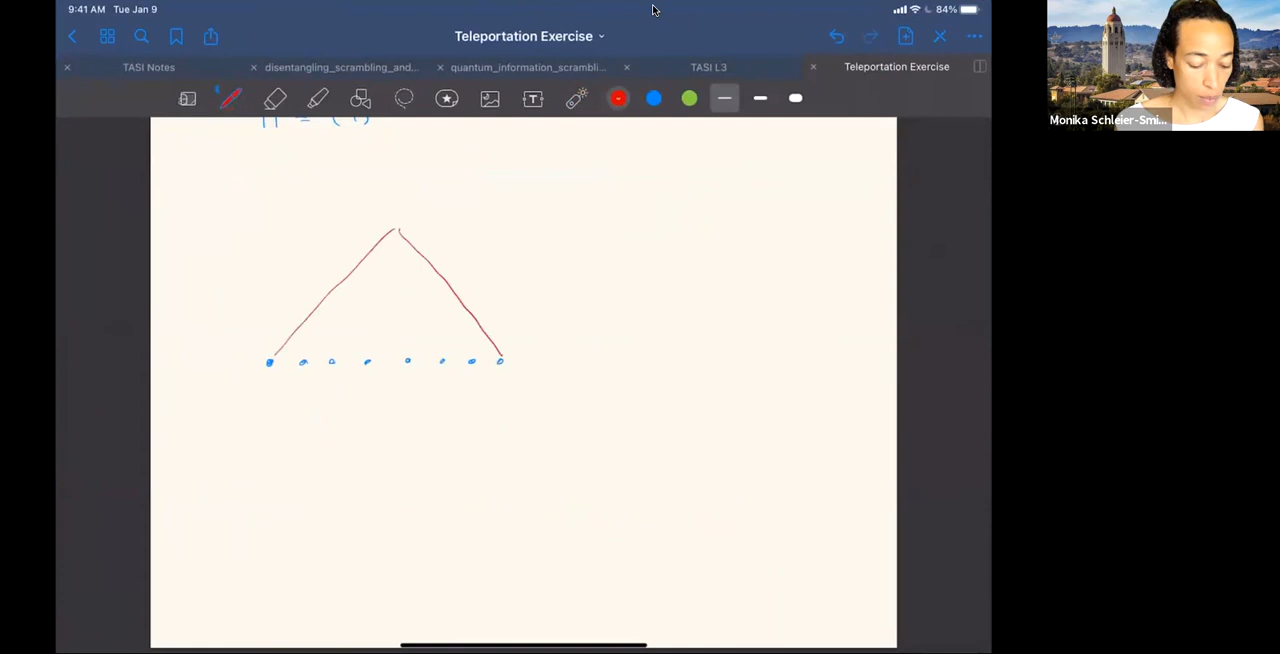 9:41 AM Tue Jan 9
84%
Teleportation Exercise
TASI Notes
disentangling_scrambling_and...
quantum_information_scrambli...
TASI L3
Teleportation Exercise
T
Monika Schleier-Smi...